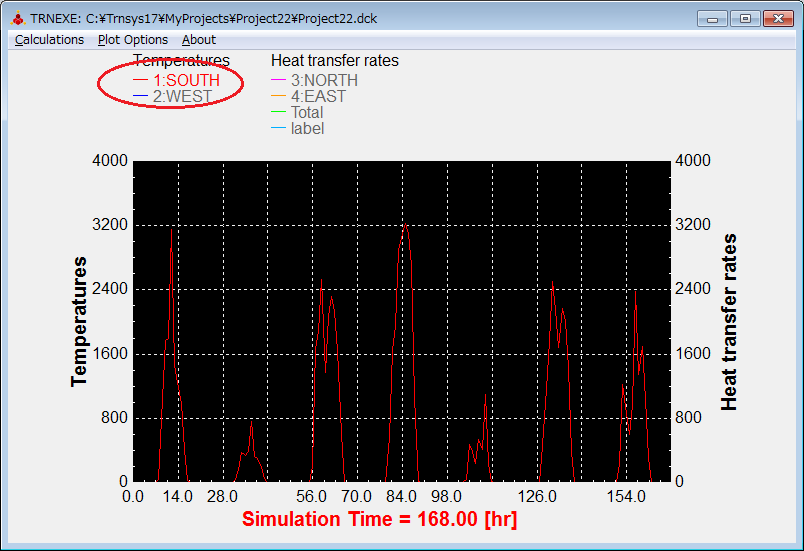 TRNEXE: C:¥Trnsys17¥MyProjects¥Project22¥Project22.dck
Calculations Plot Options About
Temperatures Heat transfer rates
1:SOUTH 3:NORTH
2:WEST 4:EAST
Total
label
4000 4000
3200 3200
2400 2400
1600 1600
800 800
0 0
Temperatures
Heat transfer rates
0.0 14.0 28.0 56.0 70.0 84.0 98.0 126.0 154.0
Simulation Time = 168.00 [hr]